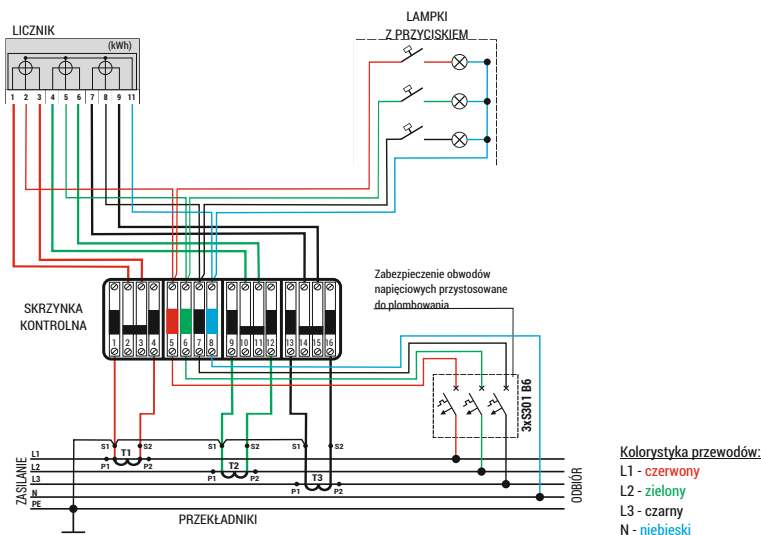 LICZNIK
(kWh)
1 2 3 4 5 6 7 8 9 11
LAMPKI
Z PRZYCISKIEM
Zabezpieczenie obwodów
napięciowych przystosowane
do plombowania
SKRZYNKA
KONTROLNA
1 2 3 4 5 6 7 8 9 10 11 12 13 14 15 16
3xS301 B6
S1 S2 S1 S2 S1 S2
ZASILANIE
L1
L2
L3
N
PE
T1
P1 P2
T2
P1 P2
T3
P1 P2
ODBIÓR
PRZEKŁADNIKI
Kolorystyka przewodów:
L1 - czerwony
L2 - zielony
L3 - czarny
N - niebieski